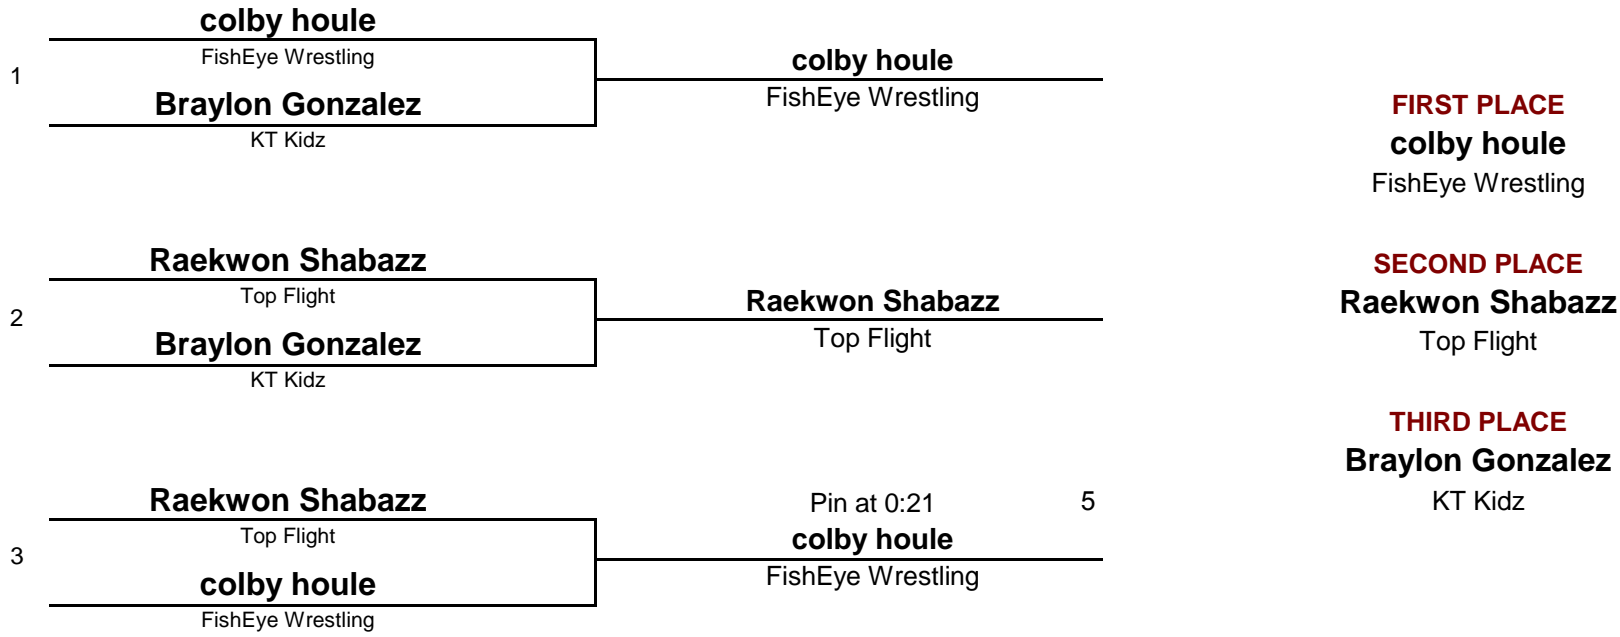 colby houle
FishEye Wrestling
1
Braylon Gonzalez
KT Kidz
colby houle
FishEye Wrestling
Raekwon Shabazz
Top Flight
2
Braylon Gonzalez
KT Kidz
Raekwon Shabazz
Top Flight
Raekwon Shabazz
Top Flight
3
colby houle
FishEye Wrestling
Pin at 0:21 5
colby houle
FishEye Wrestling
FIRST PLACE
colby houle
FishEye Wrestling
SECOND PLACE
Raekwon Shabazz
Top Flight
THIRD PLACE
Braylon Gonzalez
KT Kidz